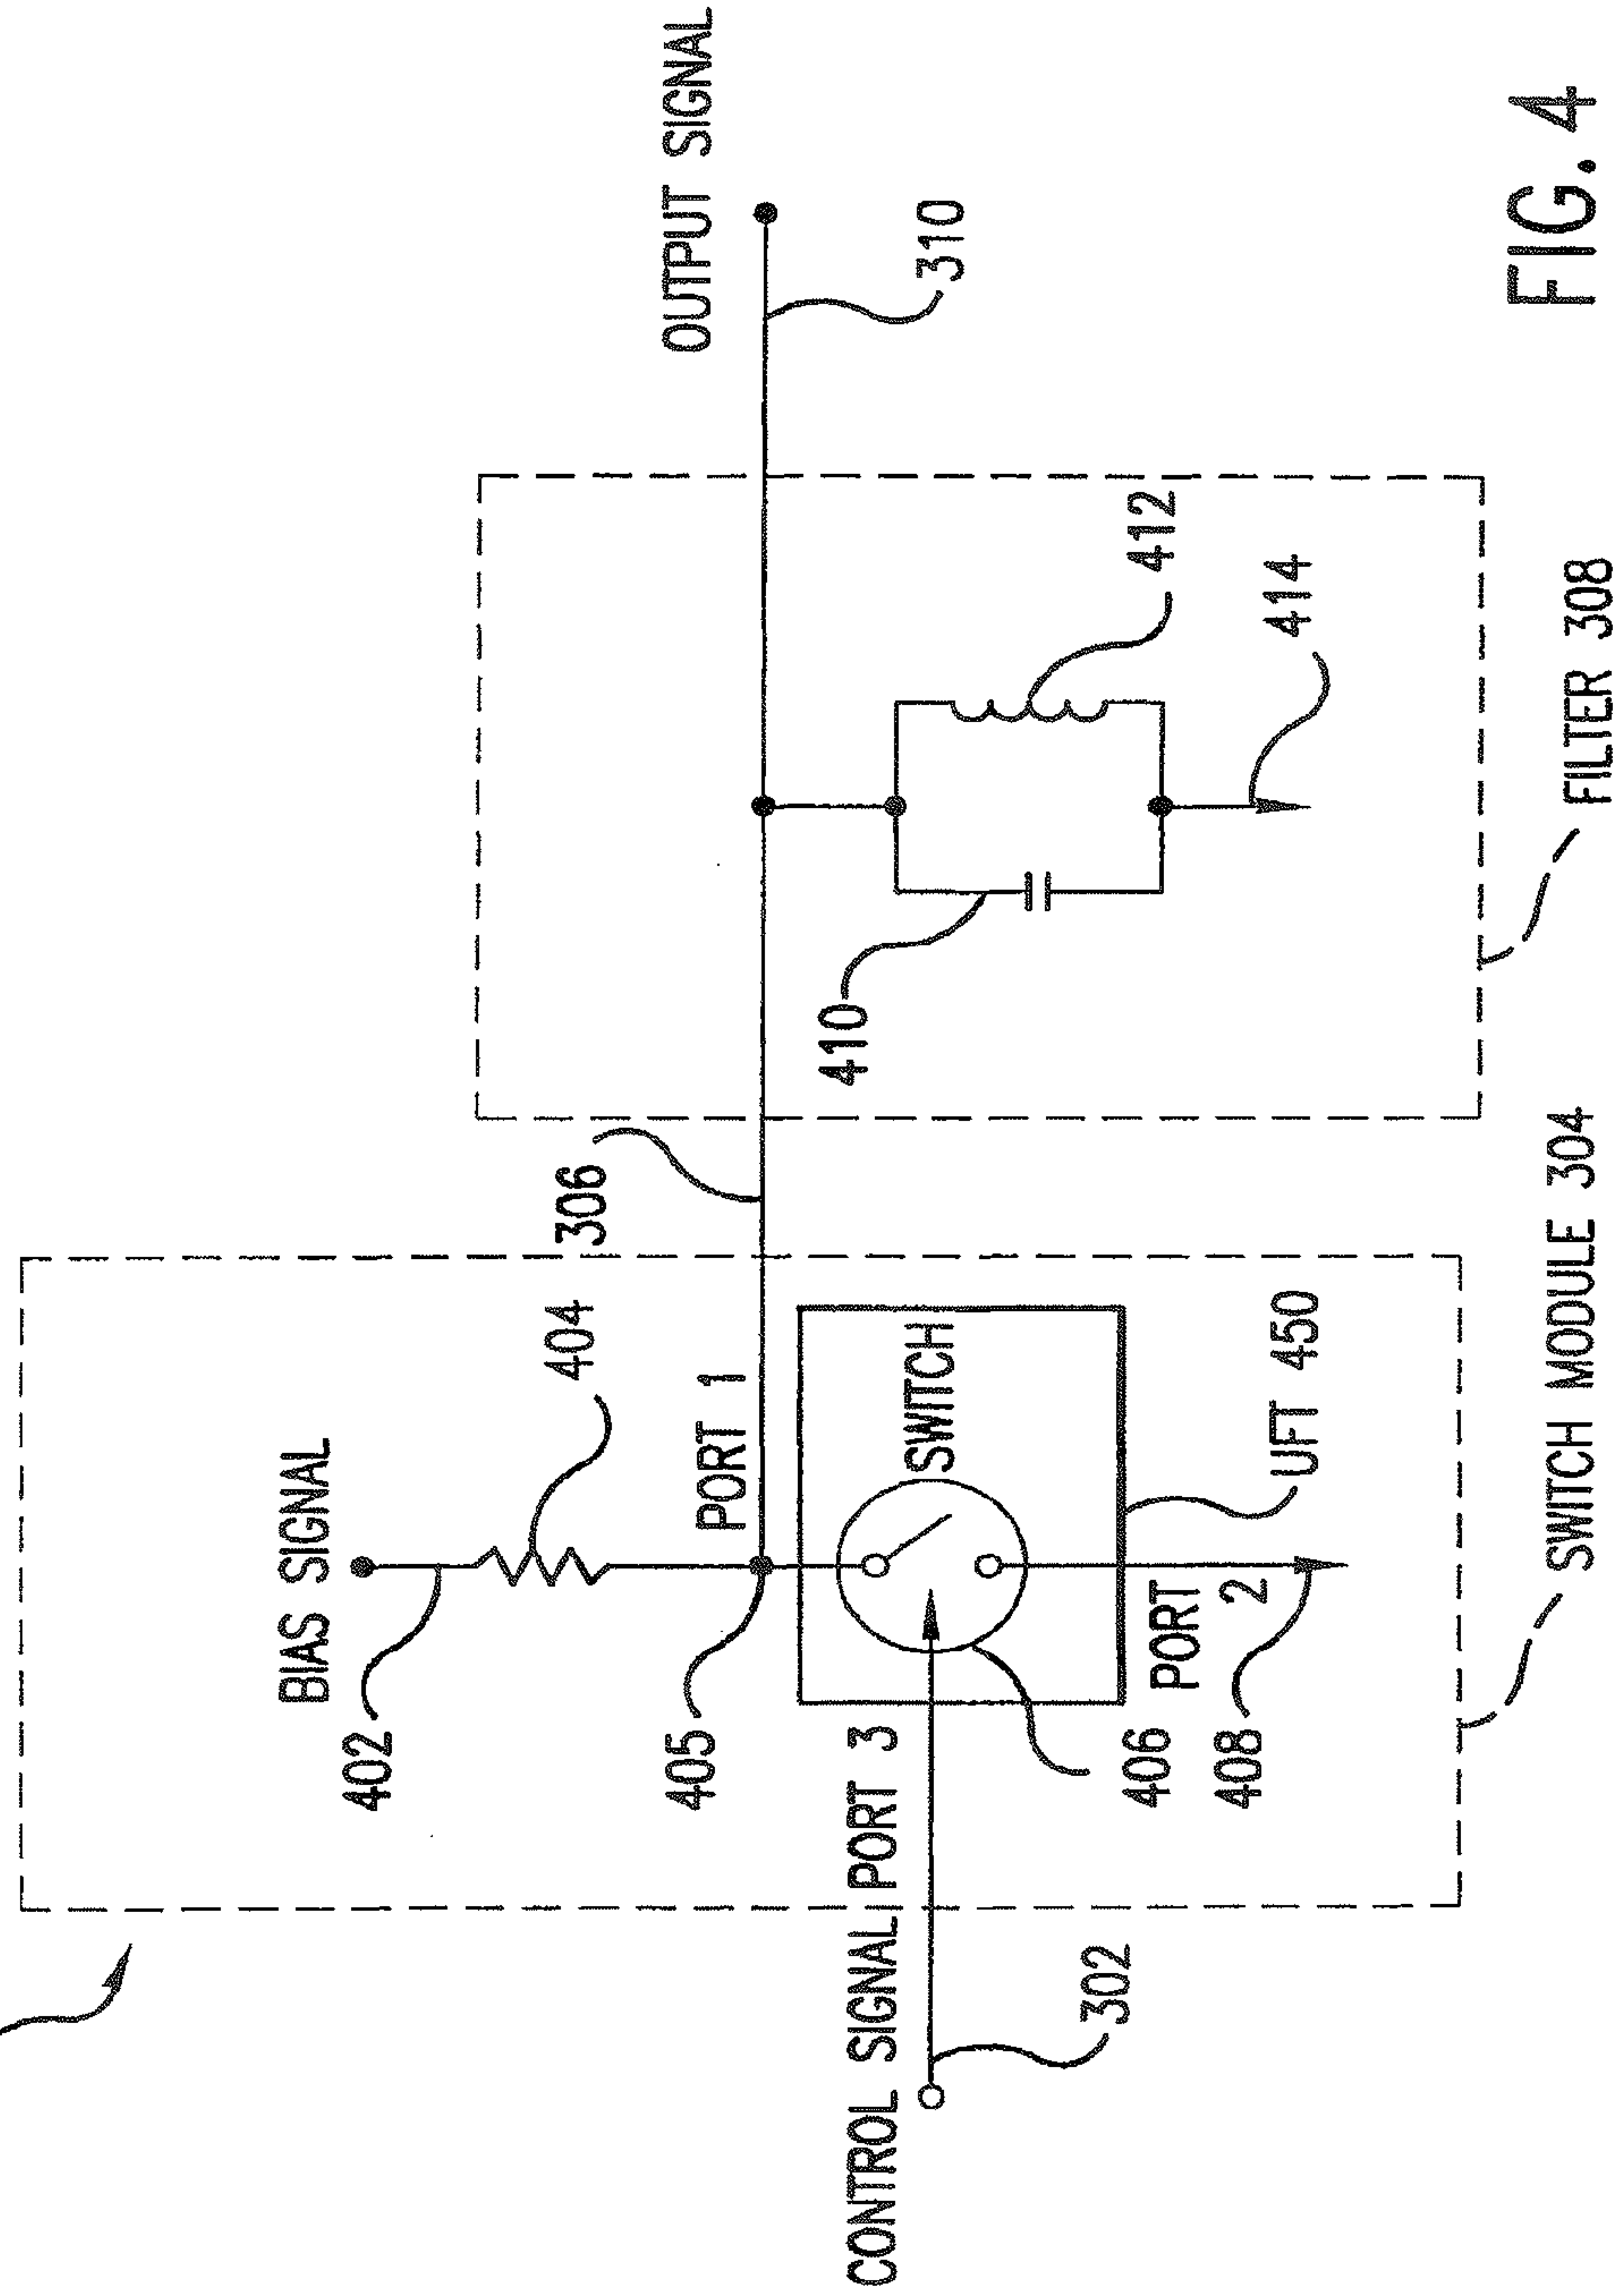 BIAS SIGNAL
402
404
405
PORT 1
306
OUTPUT SIGNAL
310
CONTROL SIGNAL
PORT 3
302
SWITCH
406
PORT
2
408
UFT 450
SWITCH MODULE 304
410
412
414
FILTER 308
FIG. 4